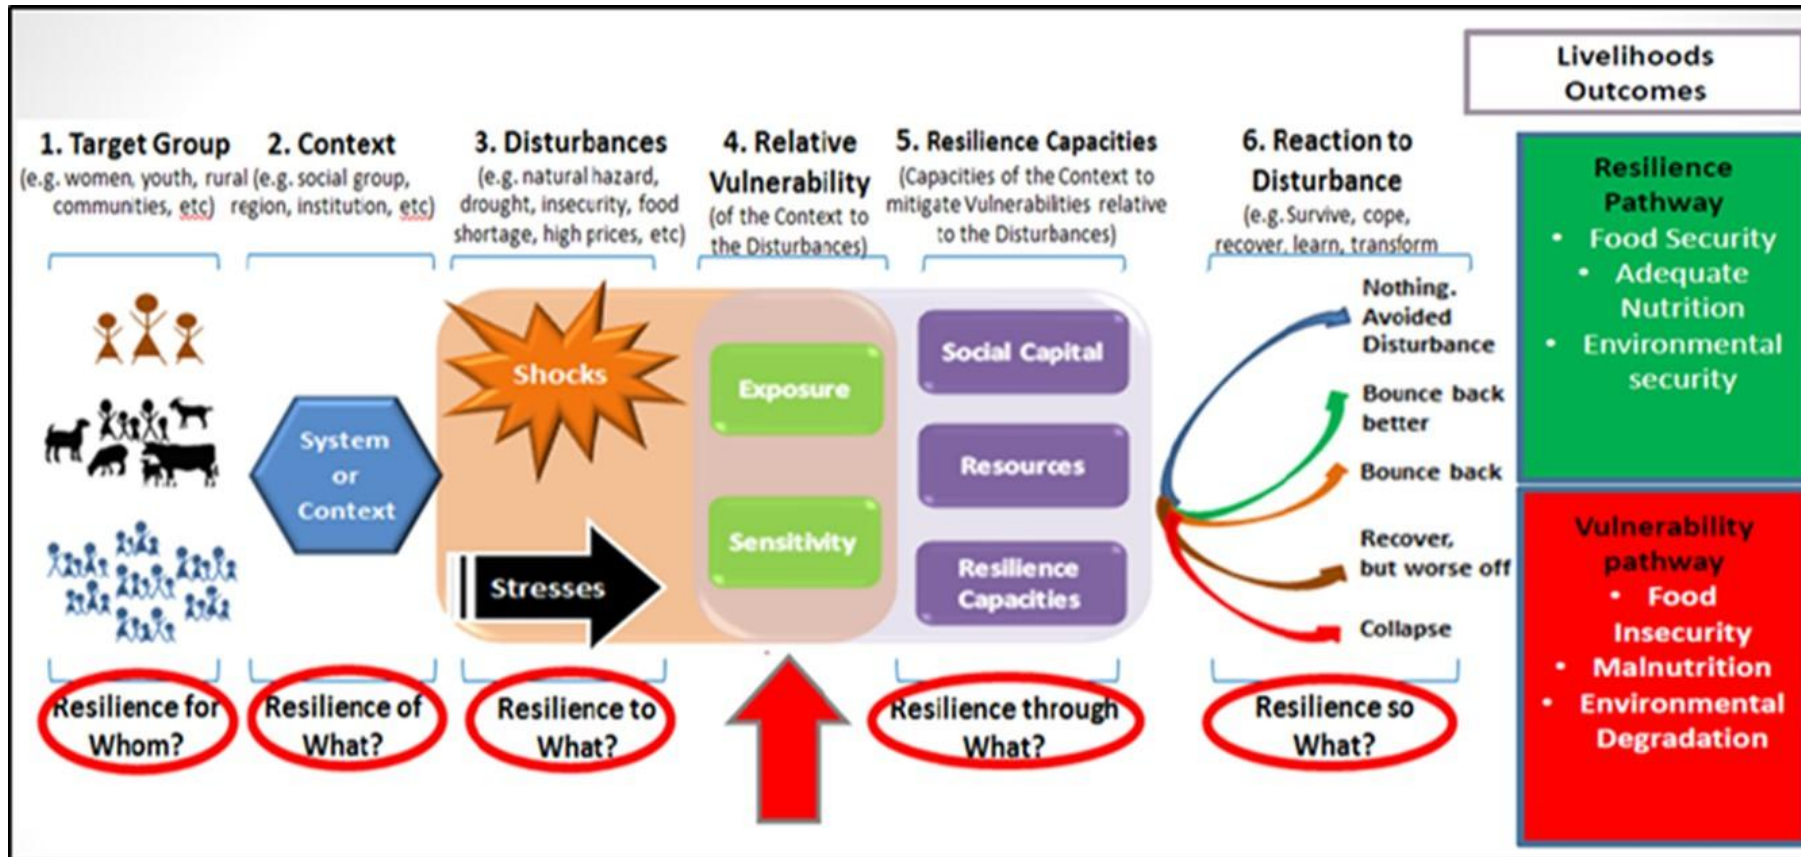 Livelihoods
Outcomes
1. Target Group
(e.g. women, youth, rural
communities, etc)
2. Context
(e.g. social group,
region, institution, etc)
3. Disturbances
(e.g. natural hazard,
drought, insecurity, food
shortage, high prices, etc)
4. Relative
Vulnerability
(of the Context to
the Disturbances)
5. Resilience Capacities
(Capacities of the Context to
mitigate Vulnerabilities relative
to the Disturbances)
6. Reaction to
Disturbance
(e.g. Survive, cope,
recover, learn, transform
System
or
Context
Shocks
Stresses
Exposure
Sensitivity
Social Capital
Resources
Resilience
Capacities
Nothing.
Avoided
Disturbance
Bounce back
better
Bounce back
Recover,
but worse off
Collapse
Resilience
Pathway
• Food Security
• Adequate
Nutrition
• Environmental
security
Vulnerability
pathway
• Food
Insecurity
• Malnutrition
• Environmental
Degradation
Resilience for
Whom?
Resilience of
What?
Resilience to
What?
Resilience through
What?
Resilience so
What?